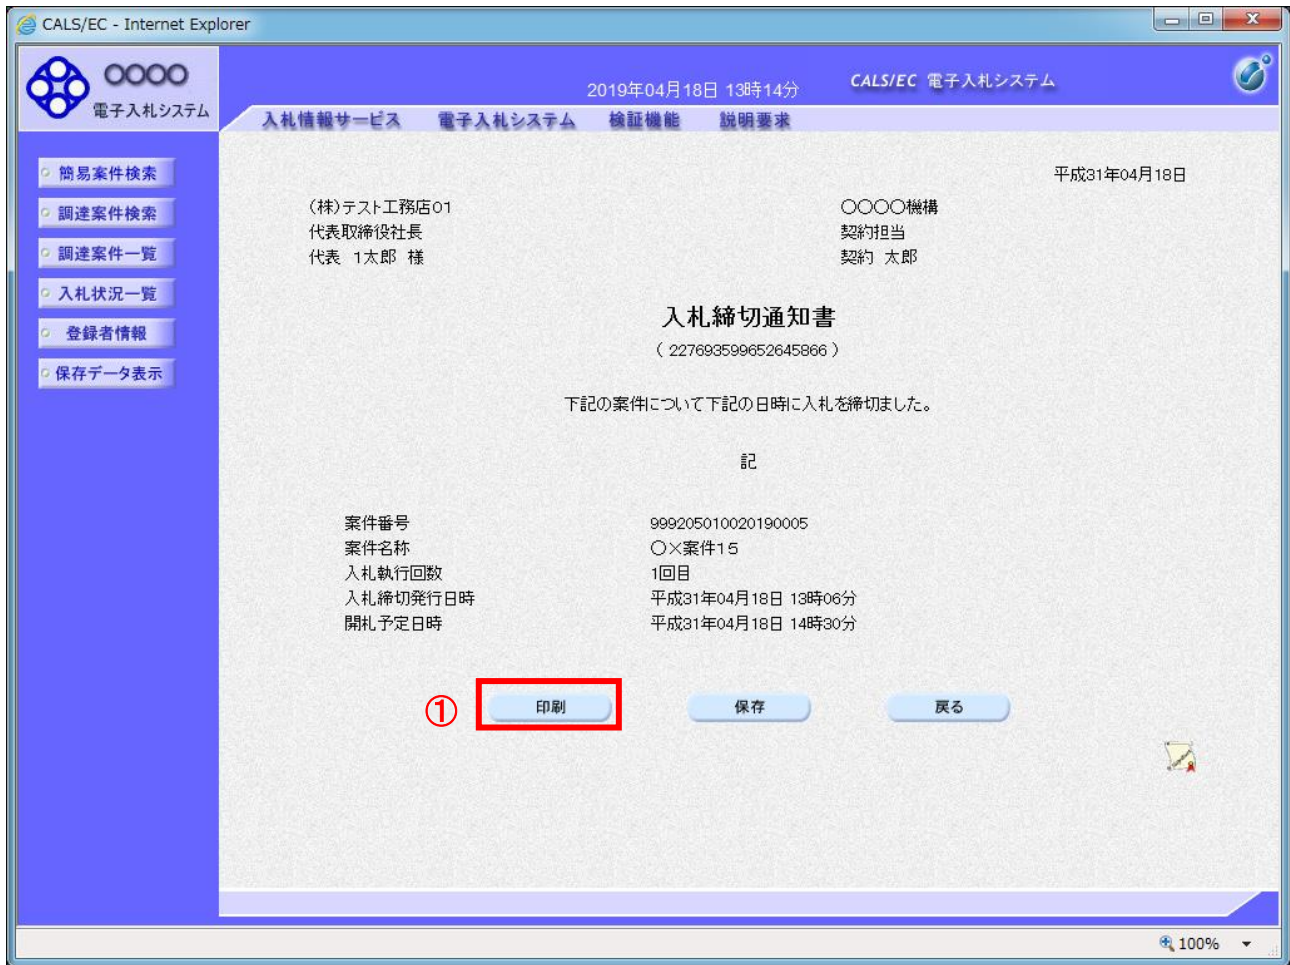 CALS/EC - Internet Explorer
○○○○
電子入札システム
2019年04月18日 13時14分
CALS/EC 電子入札システム
入札情報サービス 電子入札システム 検証機能 説明要求
簡易案件検索
調達案件検索
調達案件一覧
入札状況一覧
登録者情報
保存データ表示
平成31年04月18日
(株)テスト工務店01
代表取締役社長
代表 1太郎 様
○○○○機構
契約担当
契約 太郎
入札締切通知書
( 227693599652645866 )
下記の案件について下記の日時に入札を締切ました。
記
案件番号 999205010020190005
案件名称 ○×案件15
入札執行回数 1回目
入札締切発行日時 平成31年04月18日 13時06分
開札予定日時 平成31年04月18日 14時30分
① 印刷 保存 戻る
100%